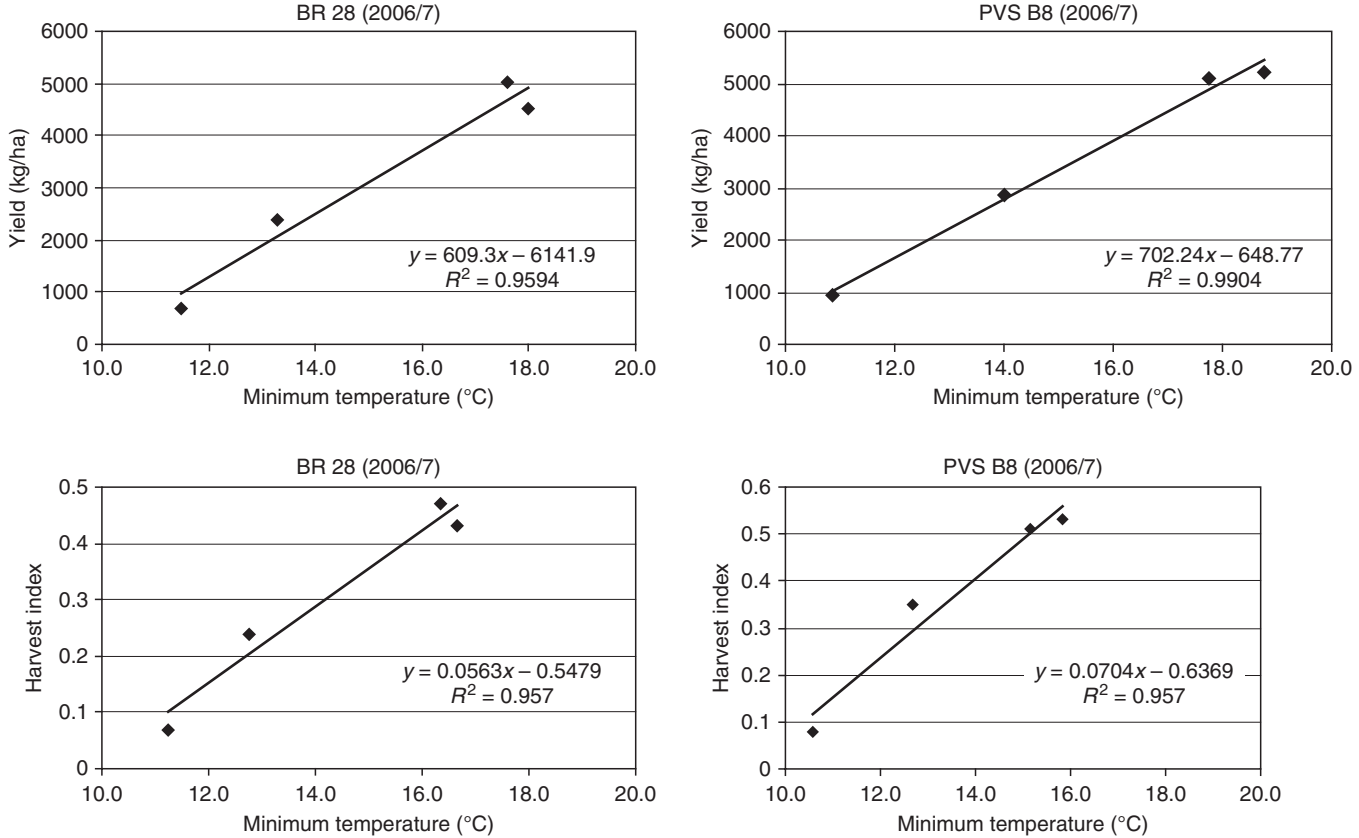 BR 28 (2006/7)
6000
5000
4000
3000
2000
1000
0
Yield (kg/ha)
y = 609.3x – 6141.9
R² = 0.9594
10.0 12.0 14.0 16.0 18.0 20.0
Minimum temperature (°C)
PVS B8 (2006/7)
6000
5000
4000
3000
2000
1000
0
Yield (kg/ha)
y = 702.24x – 648.77
R² = 0.9904
10.0 12.0 14.0 16.0 18.0 20.0
Minimum temperature (°C)
BR 28 (2006/7)
0.5
0.4
0.3
0.2
0.1
0
Harvest index
y = 0.0563x – 0.5479
R² = 0.957
10.0 12.0 14.0 16.0 18.0 20.0
Minimum temperature (°C)
PVS B8 (2006/7)
0.6
0.5
0.4
0.3
0.2
0.1
0
Harvest index
y = 0.0704x – 0.6369
R² = 0.957
10.0 12.0 14.0 16.0 18.0 20.0
Minimum temperature (°C)